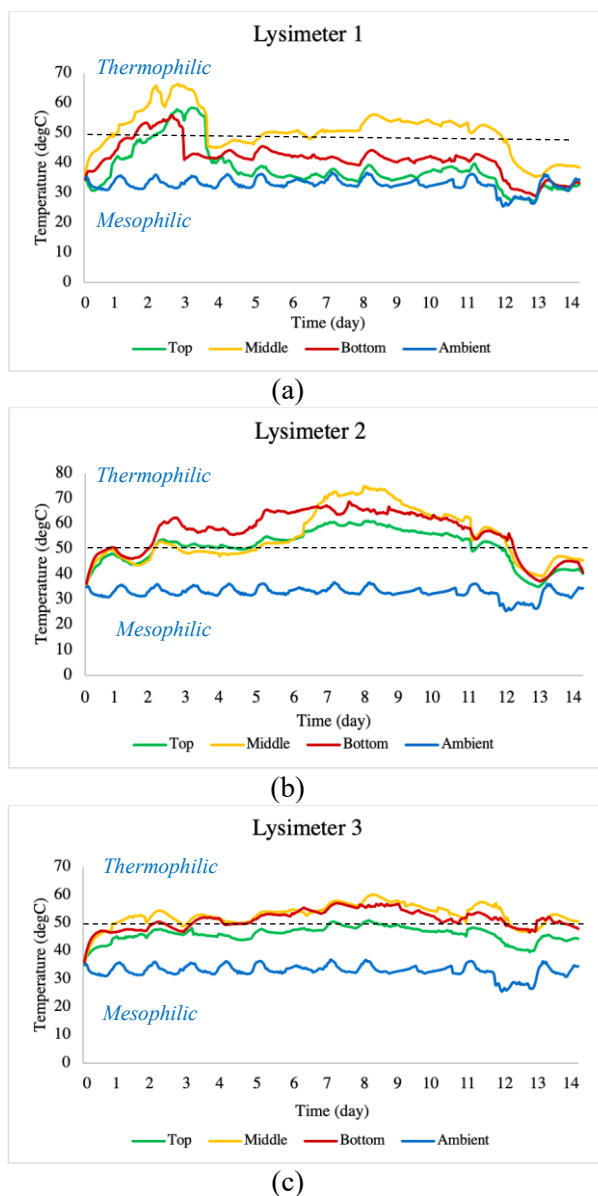 Lysimeter 1
Thermophilic
70
60
50
40
30
20
10
0
Temperature (degC)
Mesophilic
0 1 2 3 4 5 6 7 8 9 10 11 12 13 14
Time (day)
Top Middle Bottom Ambient
(a)
Lysimeter 2
Thermophilic
80
70
60
50
40
30
20
10
0
Temperature (degC)
Mesophilic
0 1 2 3 4 5 6 7 8 9 10 11 12 13 14
Time (day)
Top Middle Bottom Ambient
(b)
Lysimeter 3
Thermophilic
70
60
50
40
30
20
10
0
Temperature (degC)
Mesophilic
0 1 2 3 4 5 6 7 8 9 10 11 12 13 14
Time (day)
Top Middle Bottom Ambient
(c)